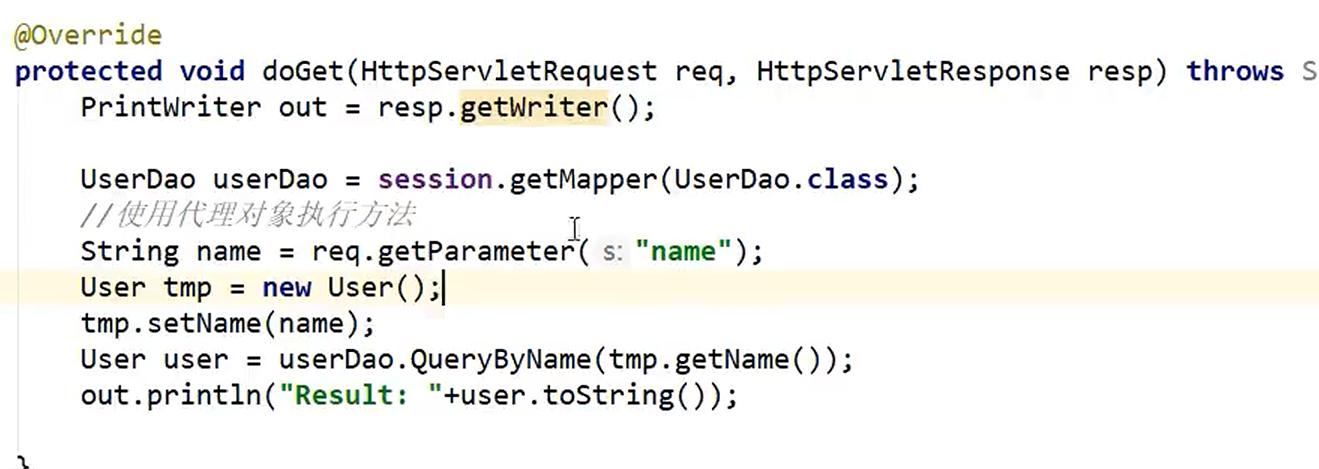 @Override
protected void doGet(HttpServletRequest req, HttpServletResponse resp) throws S
PrintWriter out = resp.getWriter();
UserDao userDao = session.getMapper(UserDao.class);
//使用代理对象执行方法
String name = req.getParameter( s: "name");
User tmp = new User();
tmp.setName(name);
User user = userDao.QueryByName(tmp.getName());
out.println("Result: "+user.toString());
}